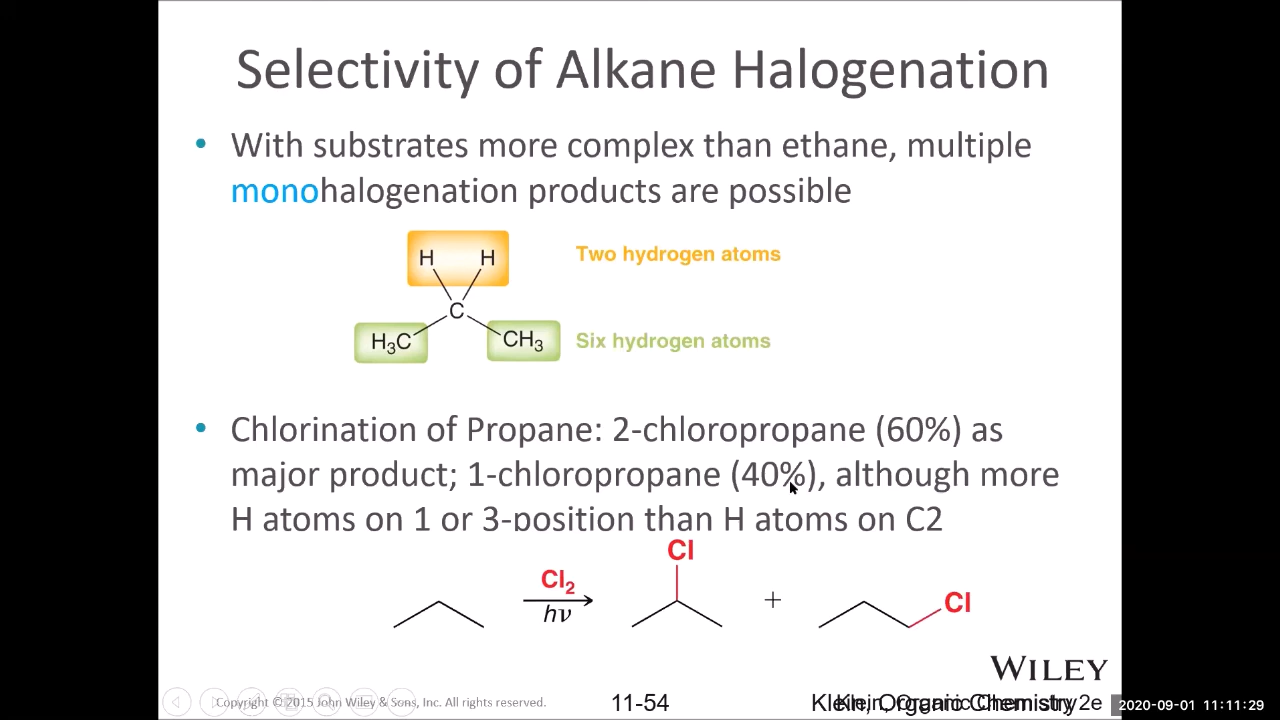 Selectivity of Alkane Halogenation
• With substrates more complex than ethane, multiple
monohalogenation products are possible
H H
Two hydrogen atoms
C
H₃C CH₃
Six hydrogen atoms
• Chlorination of Propane: 2-chloropropane (60%) as
major product; 1-chloropropane (40%), although more
H atoms on 1 or 3-position than H atoms on C2
Cl
Cl₂
hν
+
Cl
WILEY
Copyright © 2015 John Wiley & Sons, Inc. All rights reserved.
11-54
Klein, Organic Chemistry 2e
2020-09-01 11:11:29